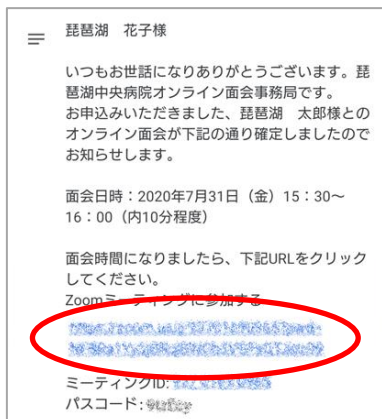 琵琶湖　花子様
いつもお世話になりありがとうございます。琵
琶湖中央病院オンライン面会事務局です。
お申込みいただきました、琵琶湖　太郎様との
オンライン面会が下記の通り確定しましたので
お知らせします。
面会日時：2020年7月31日（金）15：30～
16：00（内10分程度）
面会時間になりましたら、下記URLをクリック
してください。
Zoomミーティングに参加する
ミーティングID:
パスコード: